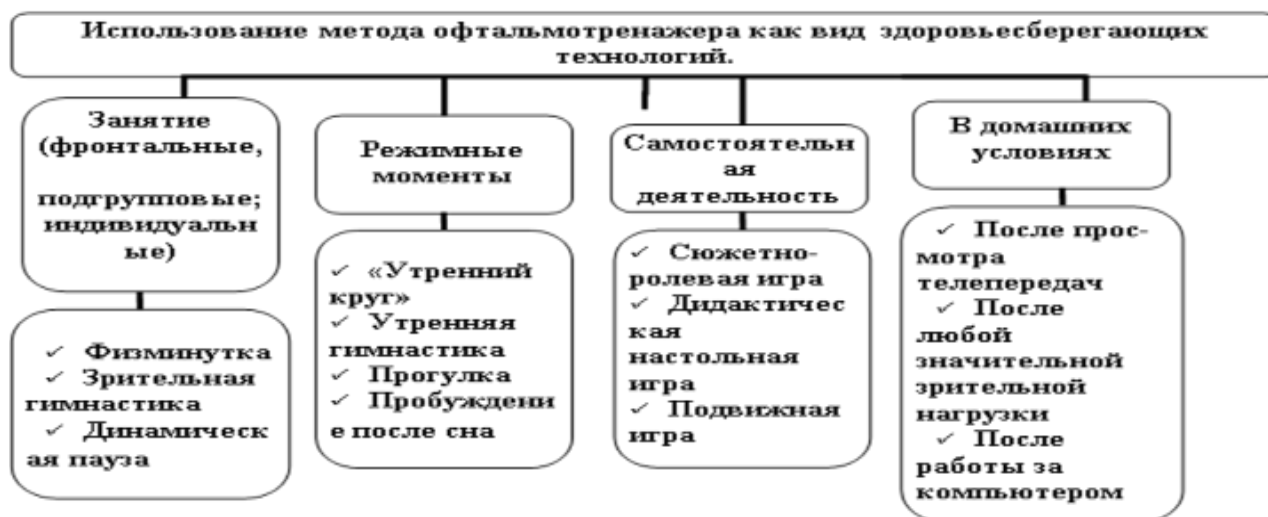 Использование метода офтальмотренажера как вид здоровьесберегающих
технологий.
Занятие
(фронтальные,
подгрупповые;
индивидуальн
ые)
✓ Физминутка
✓ Зрительная
гимнастика
✓ Динамическ
ая пауза
Режимные
моменты
✓ «Утренний
круг»
✓ Утренняя
гимнастика
✓ Прогулка
✓ Пробуждени
е после сна
Самостоятельн
ая
деятельность
✓ Сюжетно-
ролевая игра
✓ Дидактичес
кая
настольная
игра
✓ Подвижная
игра
В домашних
условиях
✓ После прос-
мотра
телепередач
✓ После
любой
значительной
зрительной
нагрузки
✓ После
работы за
компьютером